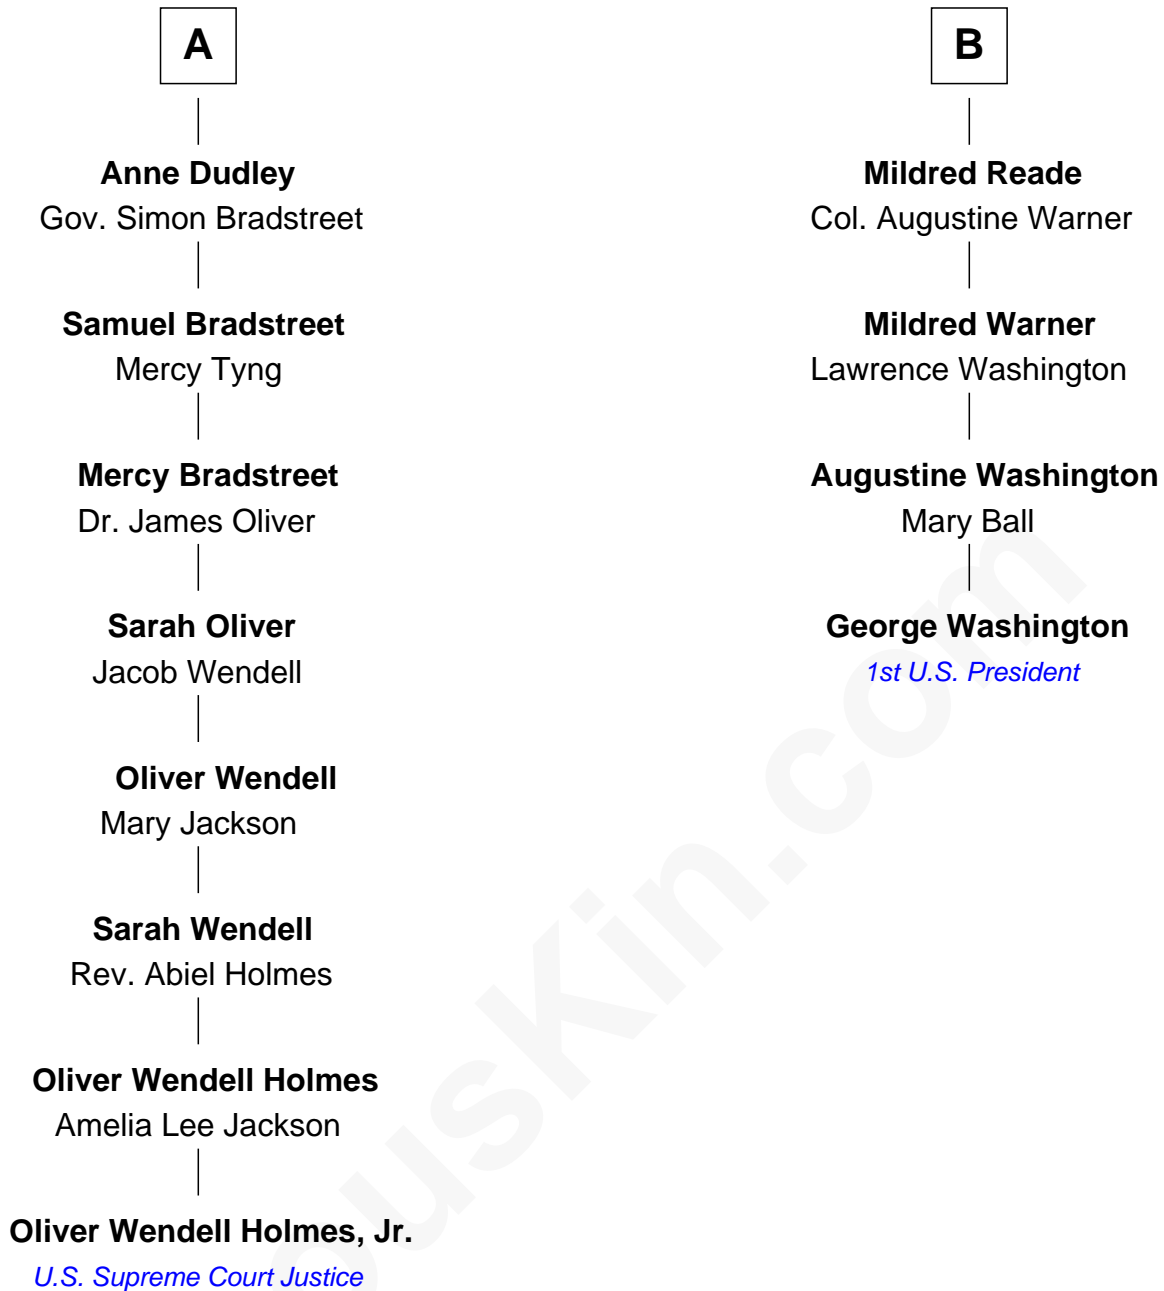 A
Anne Dudley
Gov. Simon Bradstreet
Samuel Bradstreet
Mercy Tyng
Mercy Bradstreet
Dr. James Oliver
Sarah Oliver
Jacob Wendell
Oliver Wendell
Mary Jackson
Sarah Wendell
Rev. Abiel Holmes
Oliver Wendell Holmes
Amelia Lee Jackson
Oliver Wendell Holmes, Jr.
U.S. Supreme Court Justice
B
Mildred Reade
Col. Augustine Warner
Mildred Warner
Lawrence Washington
Augustine Washington
Mary Ball
George Washington
1st U.S. President
ousKin.com